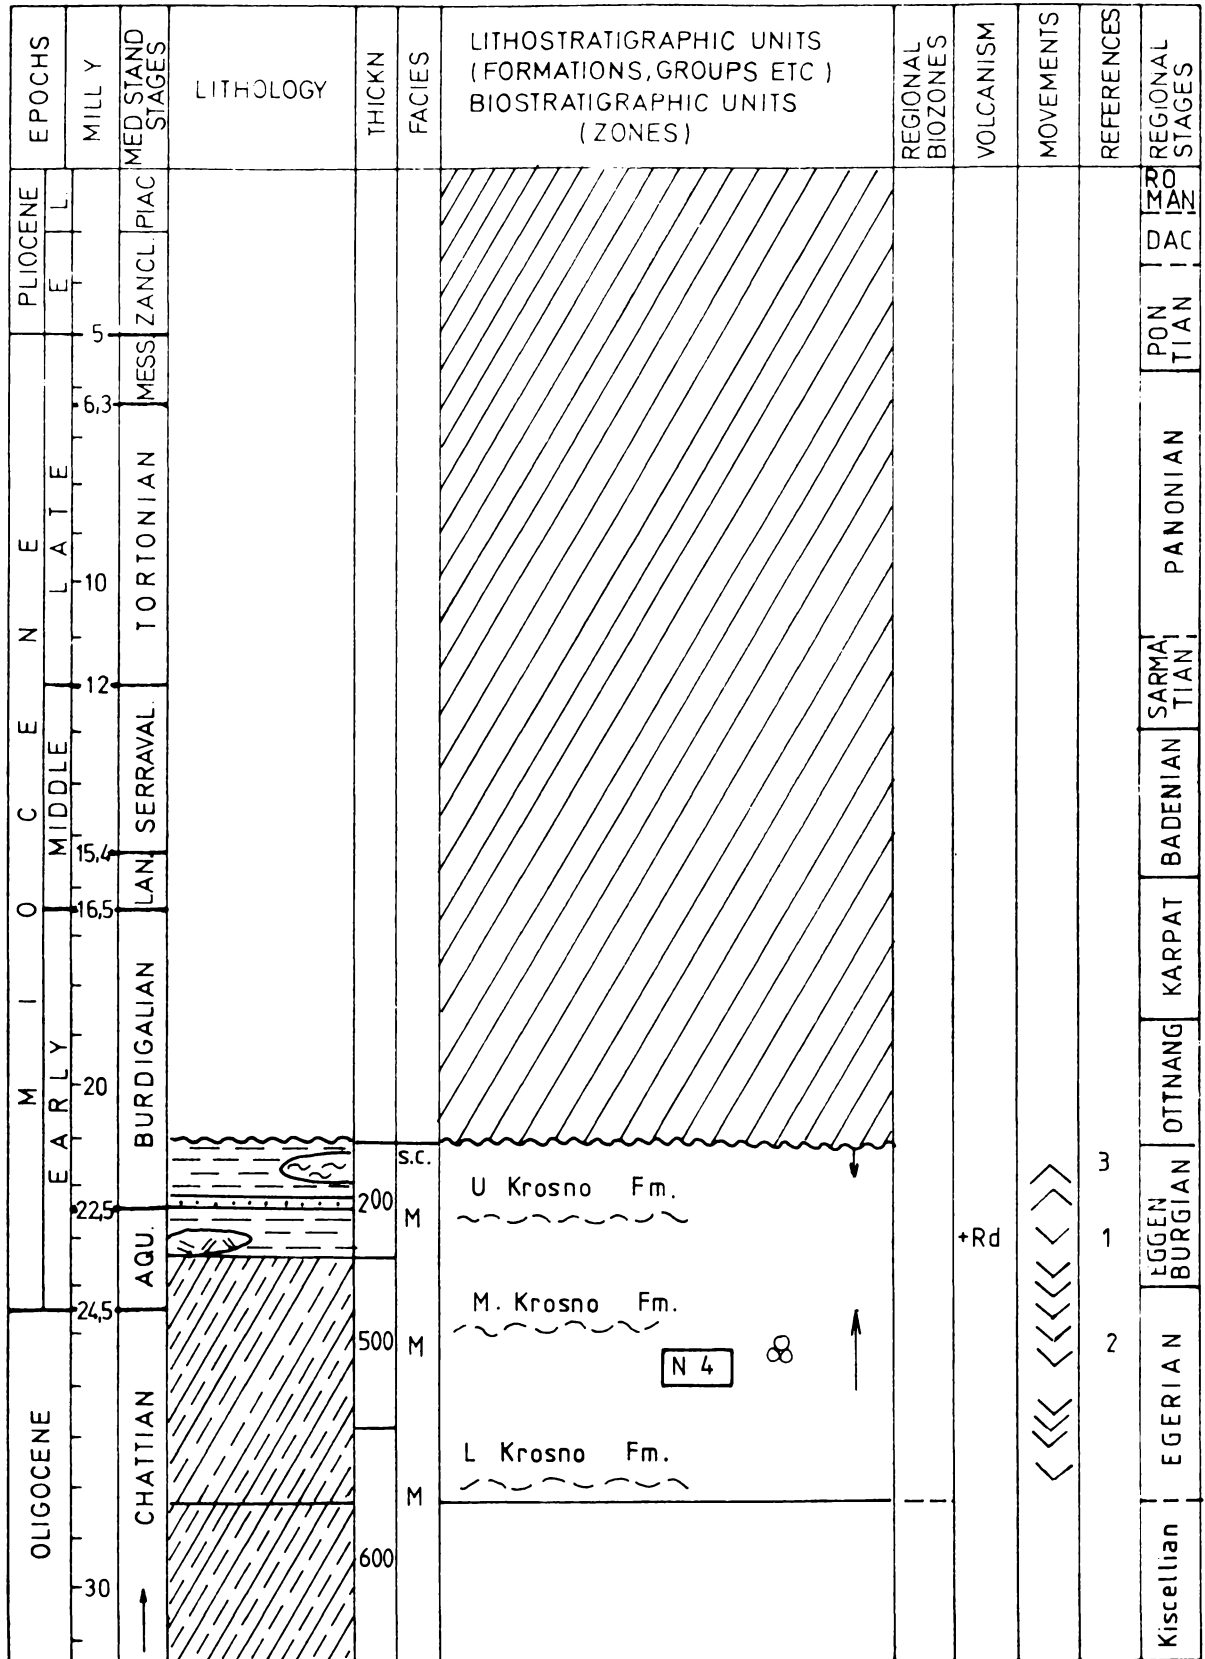 EPOCHS
MILL Y
MED STAND
STAGES
LITHOLOGY
THICKN
FACIES
LITHOSTRATIGRAPHIC UNITS
(FORMATIONS, GROUPS ETC )
BIOSTRATIGRAPHIC UNITS
(ZONES)
REGIONAL
BIOZONES
VOLCANISM
MOVEMENTS
REFERENCES
REGIONAL
STAGES
PLIOCENE
L.
E
MIOCENE
LATE
MIDDLE
EARLY
OLIGOCENE
5
6,3
10
12
15,4
16,5
20
22,5
24,5
30
PIAC
ZANCL.
MESS.
TORTONIAN
SERRAVAL.
LAN.
BURDIGALIAN
AQU.
CHATTIAN
200
500
600
S.C.
M
M
M
U Krosno Fm.
M. Krosno Fm.
N 4
L Krosno Fm.
+Rd
3
1
2
RO
MAN
DAC
PON
TIAN
PANONIAN
SARMA
TIAN
BADENIAN
KARPAT
OTTNANG
EGGEN
BURGIAN
EGERIAN
Kiscellian